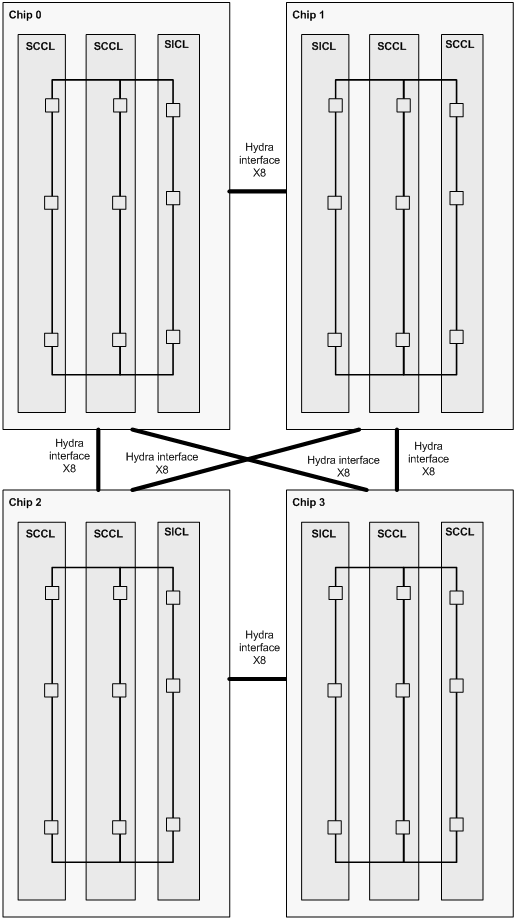 Chip 0
SCCL
SCCL
SICL
Chip 1
SICL
SCCL
SCCL
Hydra
interface
X8
Hydra
interface
X8
Hydra interface
X8
Hydra interface
X8
Hydra
interface
X8
Chip 2
SCCL
SCCL
SICL
Chip 3
SICL
SCCL
SCCL
Hydra
interface
X8